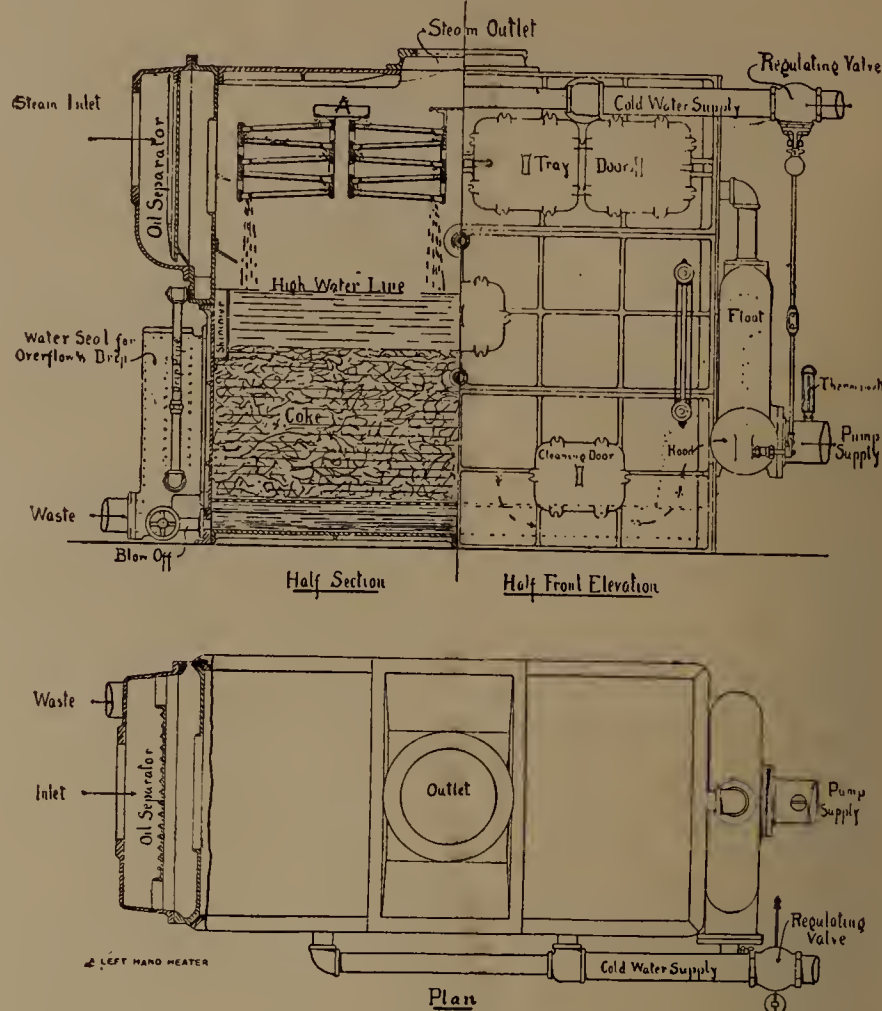 Steam Outlet
Regulating Valve
Steam Inlet
Oil Separator
A
Cold Water Supply
Tray
Door
High Water Line
Skimmer
Float
Water Seal for
Overflow & Drip
Coke
Hood
Cleaning Door
Pump
Supply
Waste
Blow Off
Half Section
Half Front Elevation
Waste
Inlet
Oil Separator
Outlet
Pump
Supply
Regulating
Valve
LEFT HAND HEATER
Cold Water Supply
Plan